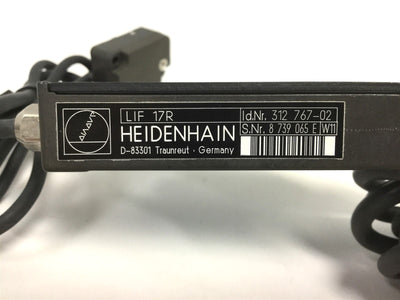 LIF 17R
Id.Nr. 312 767-02
HEIDENHAIN
S.Nr. 8 739 065 E W11
D-83301 Traunreut · Germany